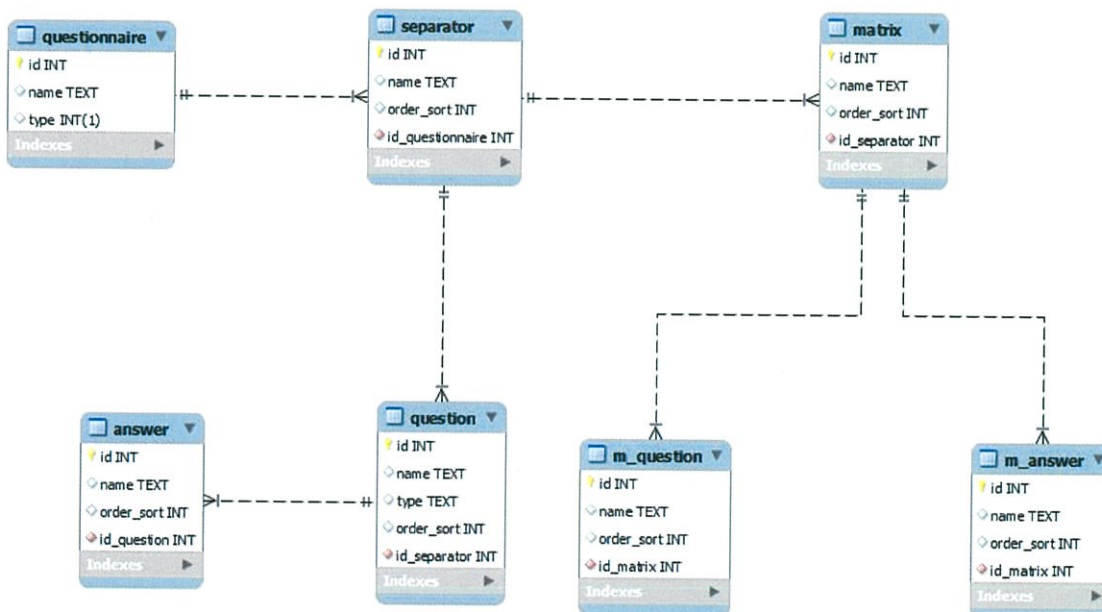 questionnaire
id INT
name TEXT
type INT(1)
Indexes
separator
id INT
name TEXT
order_sort INT
id_questionnaire INT
Indexes
matrix
id INT
name TEXT
order_sort INT
id_separator INT
Indexes
answer
id INT
name TEXT
order_sort INT
id_question INT
Indexes
question
id INT
name TEXT
type TEXT
order_sort INT
id_separator INT
Indexes
m_question
id INT
name TEXT
order_sort INT
id_matrix INT
Indexes
m_answer
id INT
name TEXT
order_sort INT
id_matrix INT
Indexes